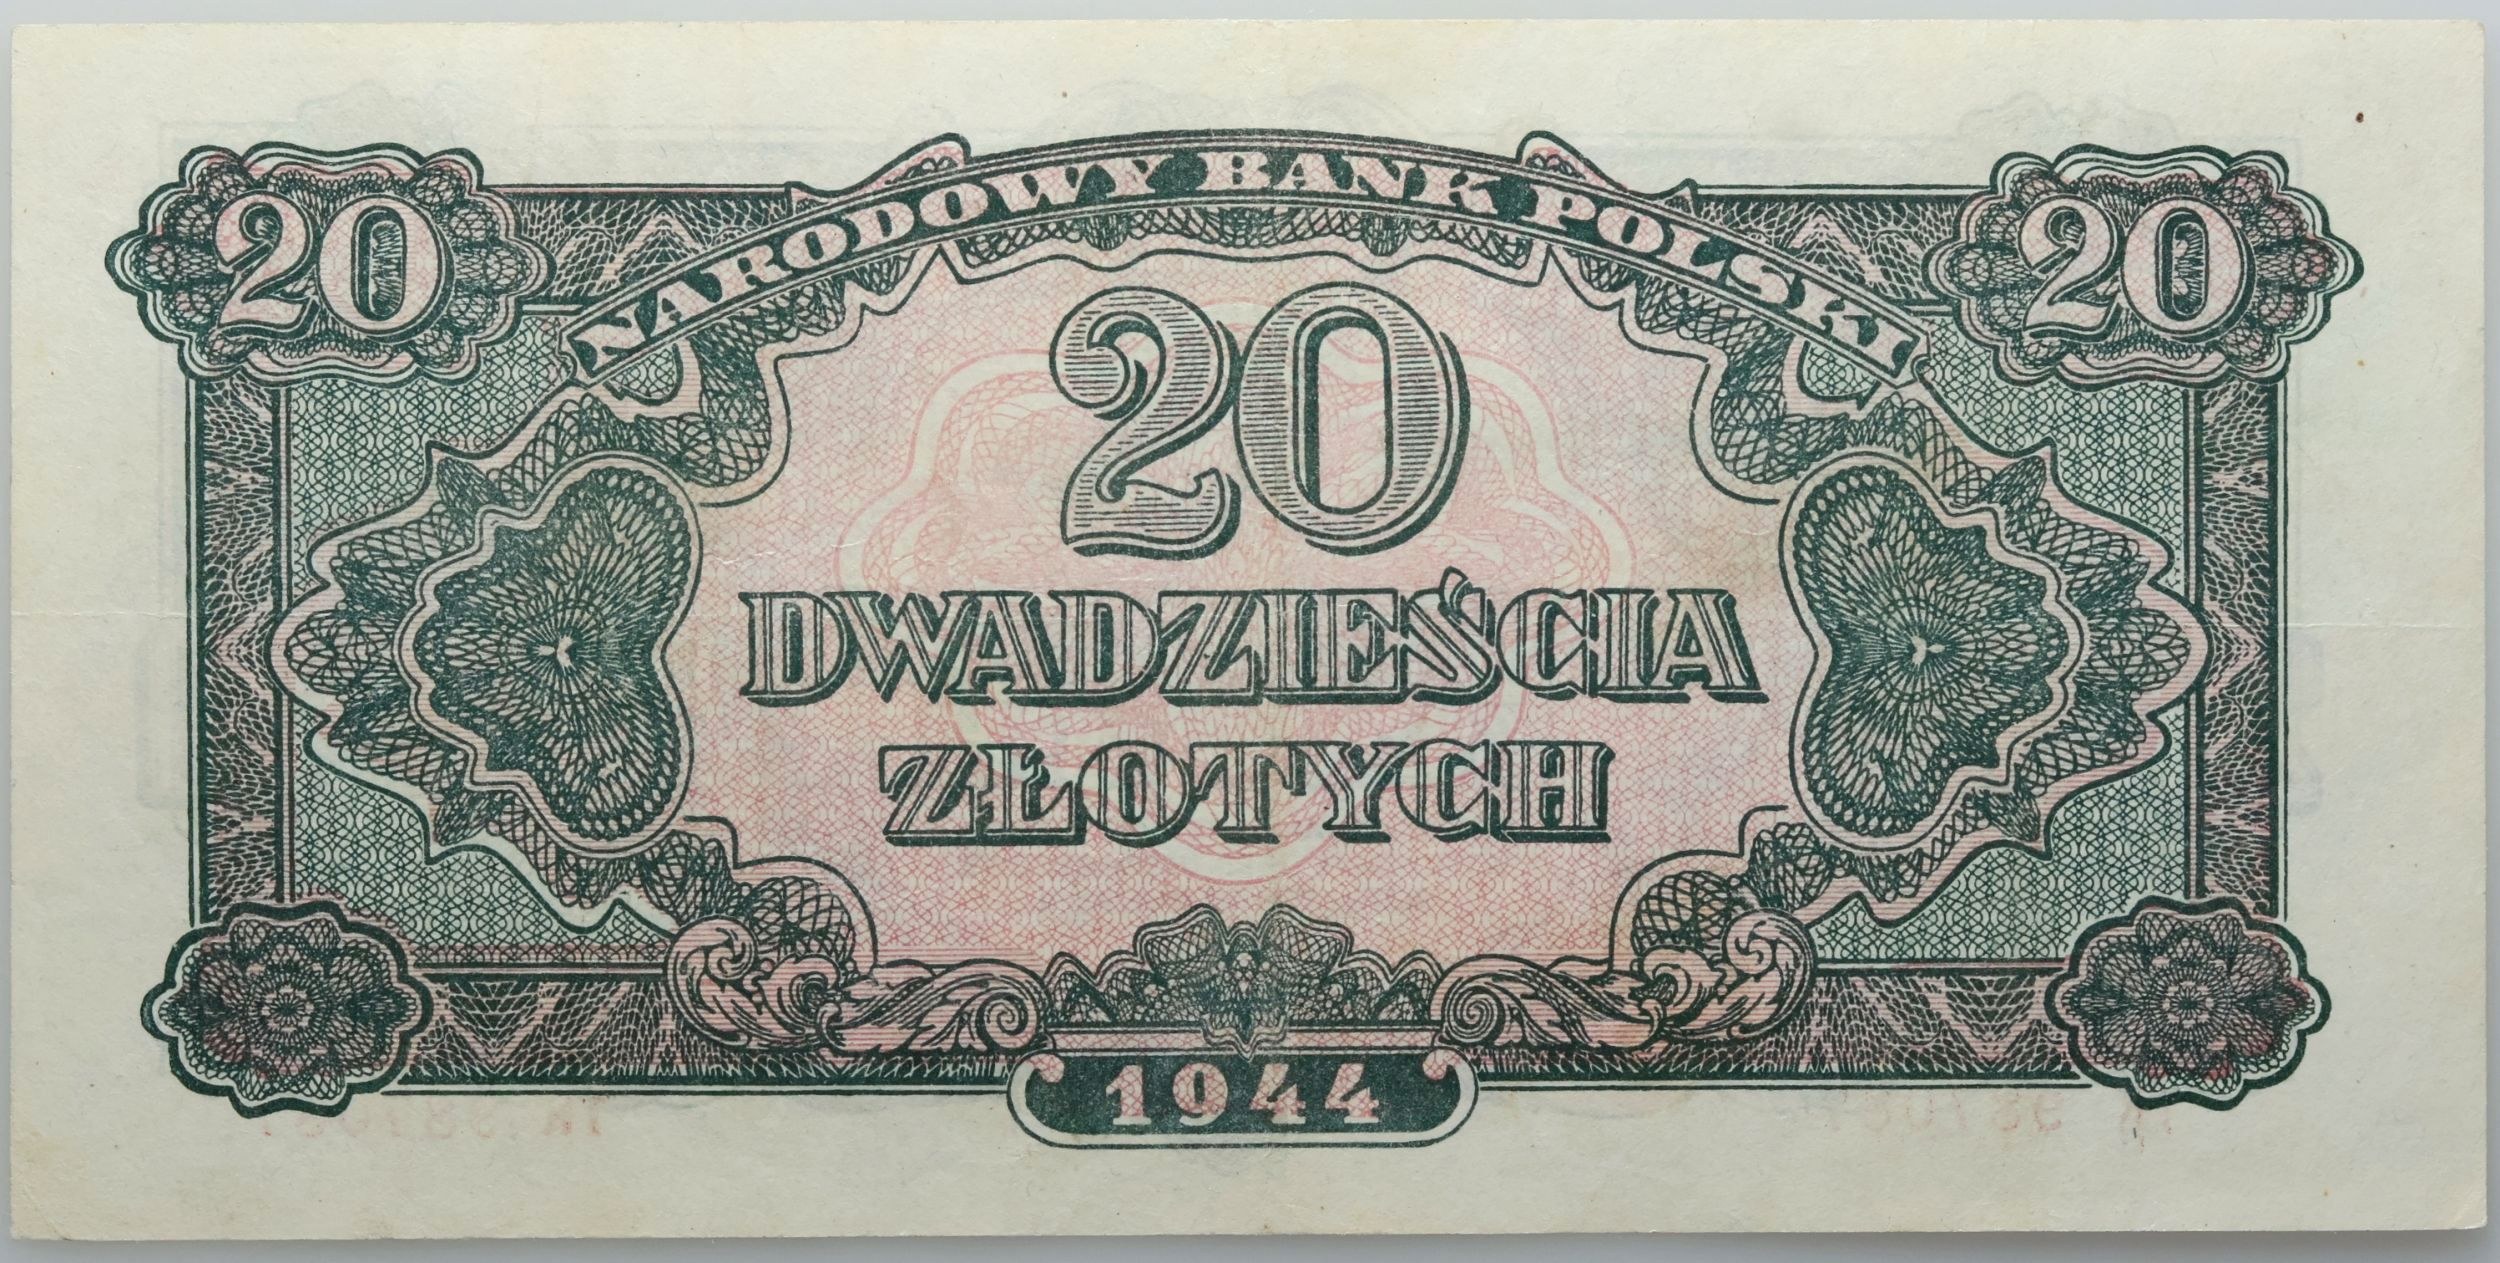 20 NARODOWY BANK POLSKI 20
20
DWADZIEŚCIA
ZŁOTYCH
1944